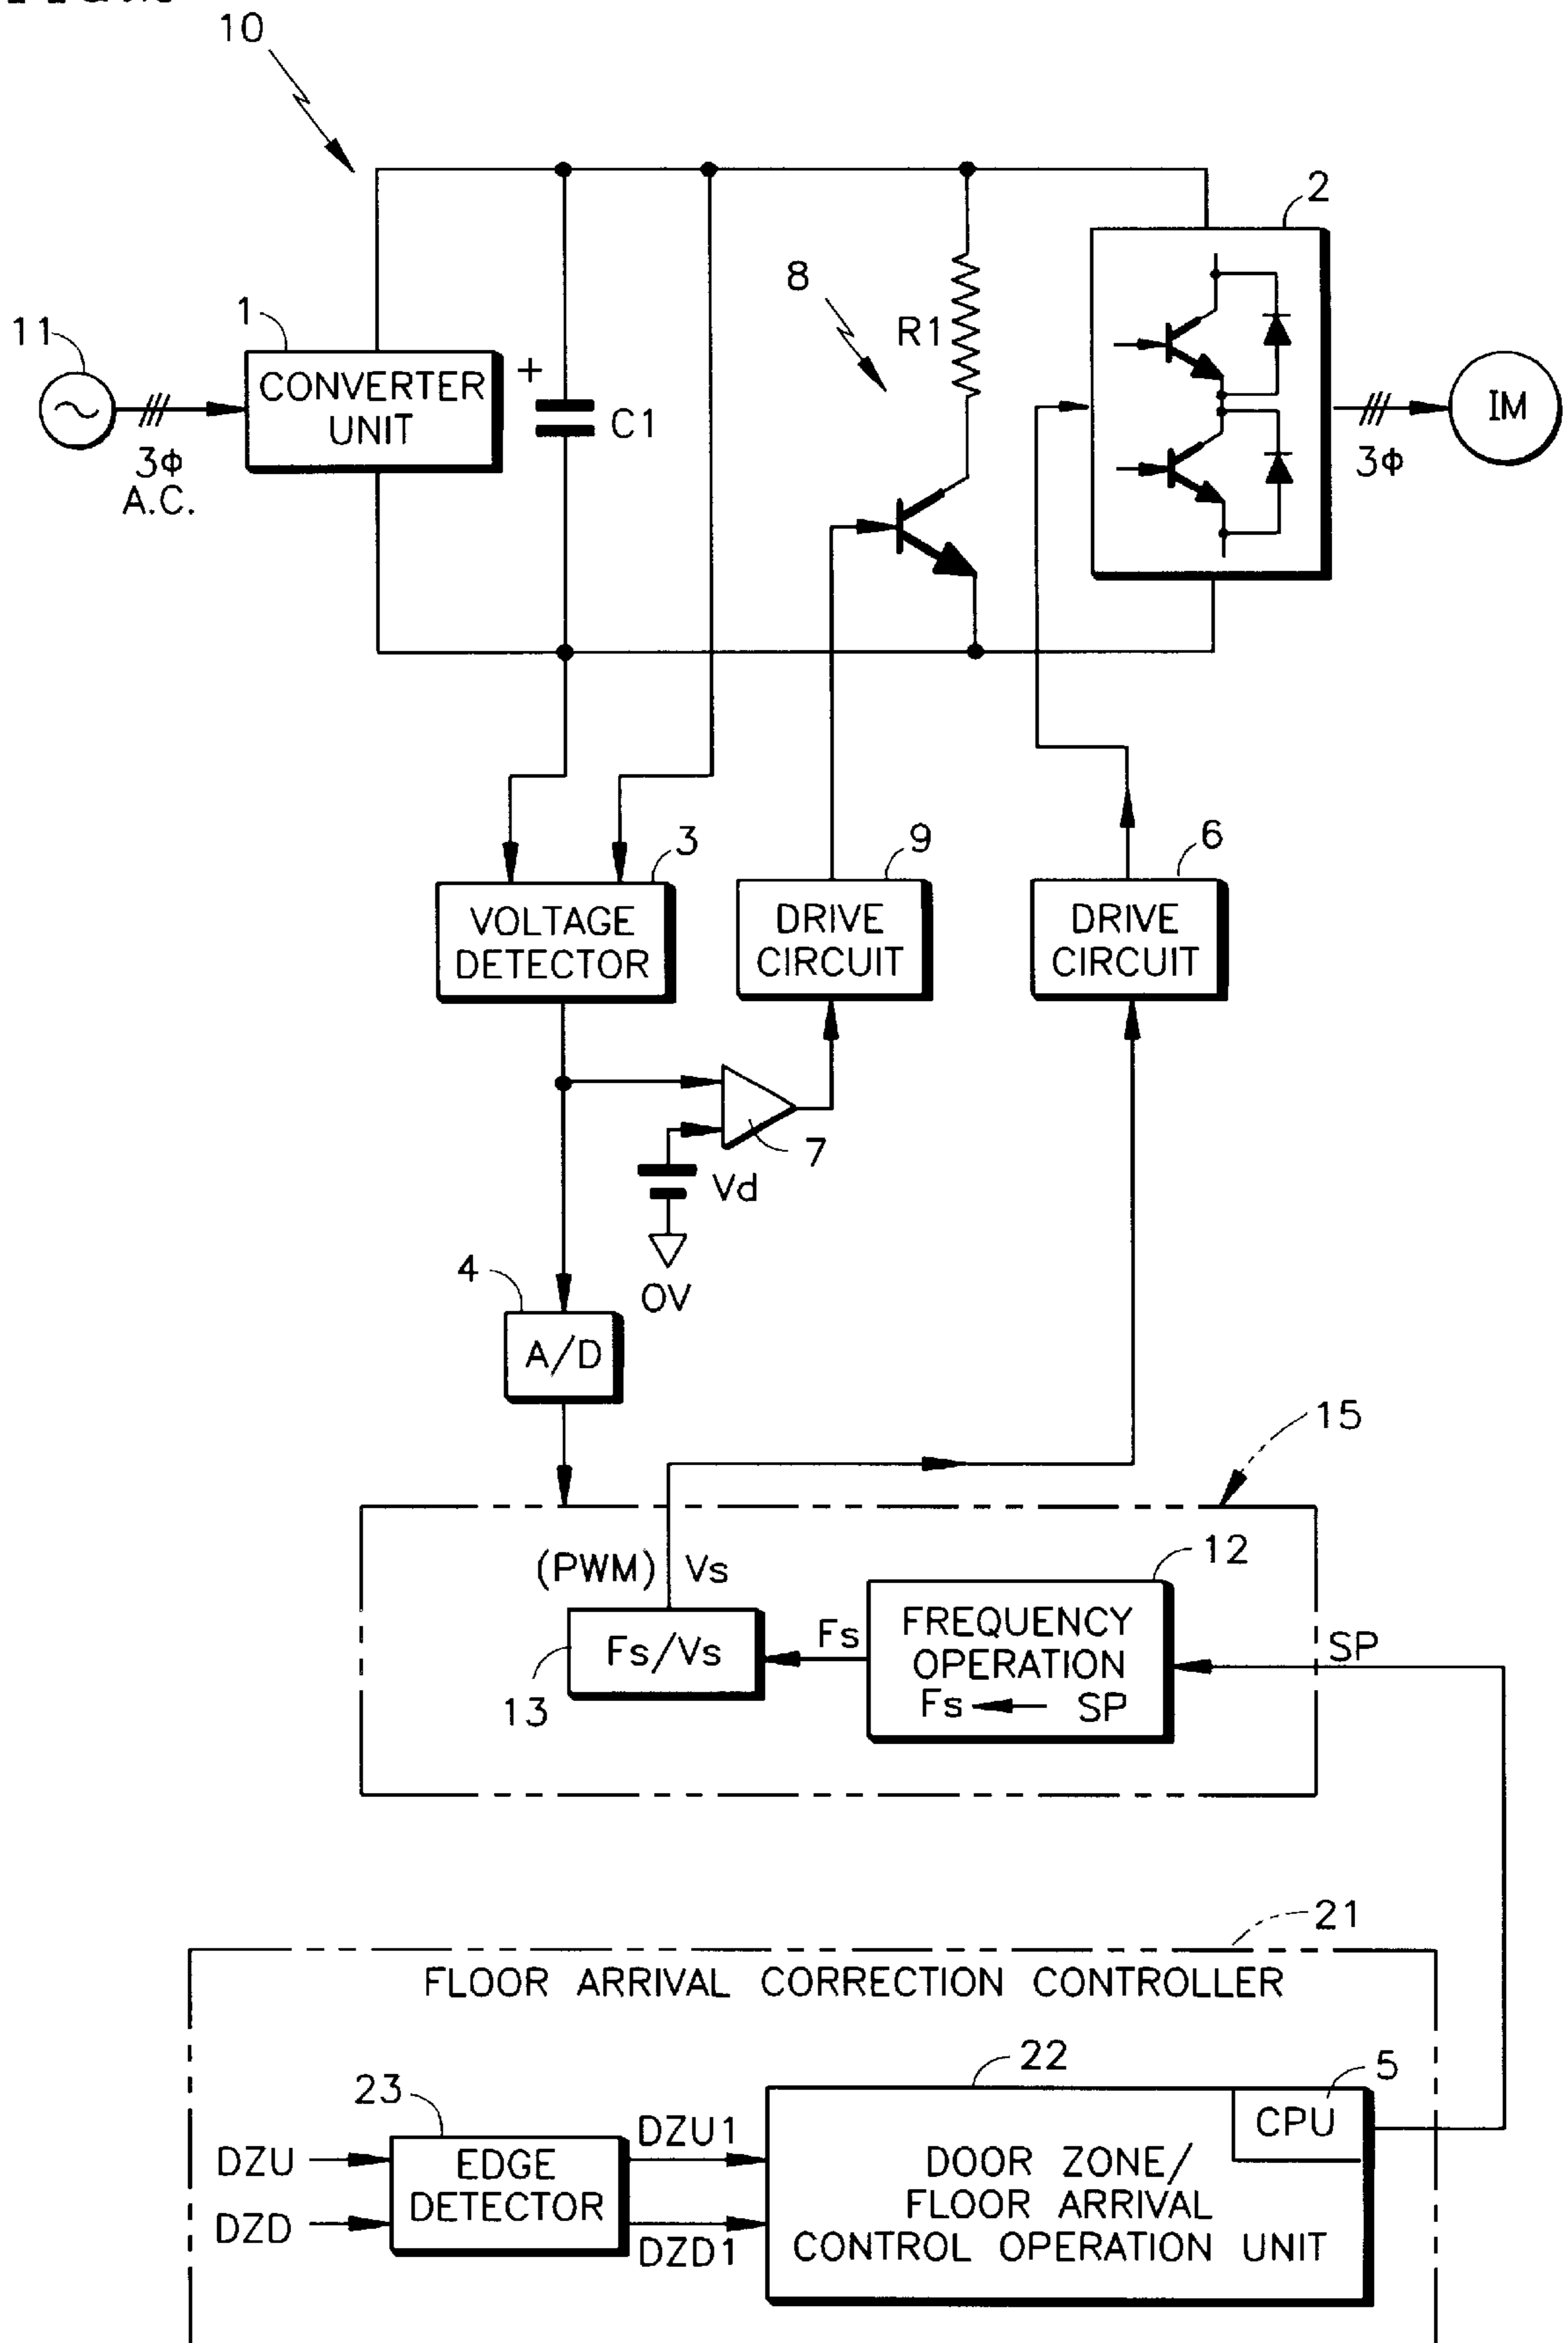 10
2
8
R1
1
11
CONVERTER
UNIT
+
C1
IM
3Φ
A.C.
3Φ
3
9
6
VOLTAGE
DETECTOR
DRIVE
CIRCUIT
DRIVE
CIRCUIT
7
Vd
4
0V
A/D
15
(PWM) Vs
12
Fs/Vs
Fs
FREQUENCY
OPERATION
Fs SP
SP
13
21
FLOOR ARRIVAL CORRECTION CONTROLLER
22
5
23
CPU
DZU
DZD
EDGE
DETECTOR
DZU1
DZD1
DOOR ZONE/
FLOOR ARRIVAL
CONTROL OPERATION UNIT